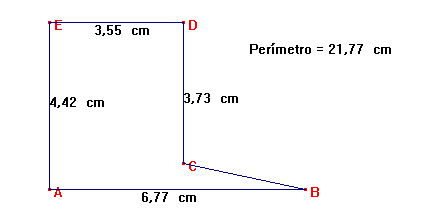 E
D
3,55 cm
Perímetro = 21,77 cm
4,42 cm
3,73 cm
C
A
B
6,77 cm